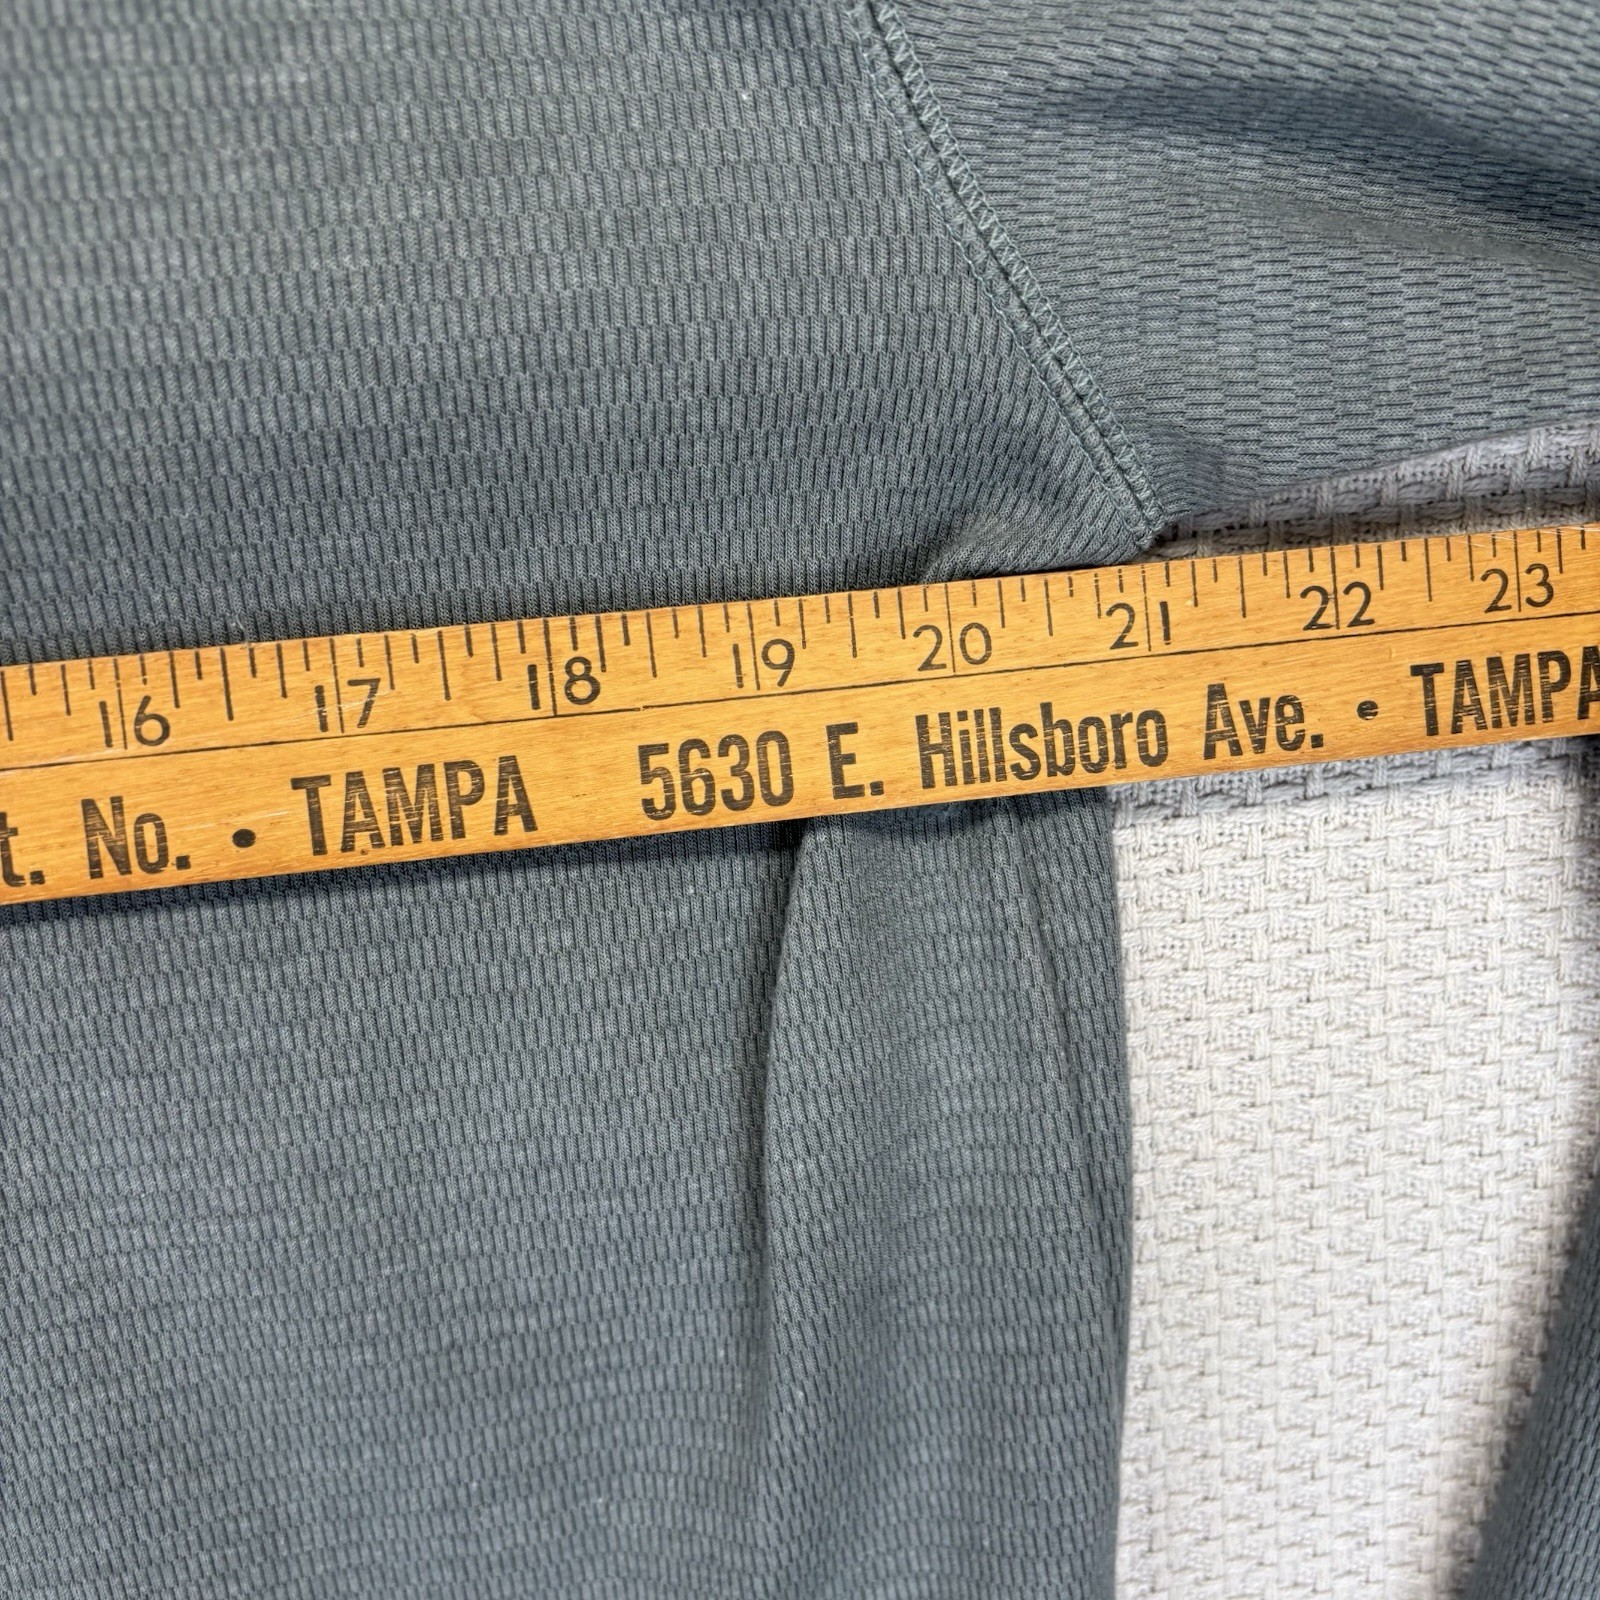 16 17 18 19 20 21 22 23
t. No. • TAMPA 5630 E. Hillsboro Ave. • TAMPA